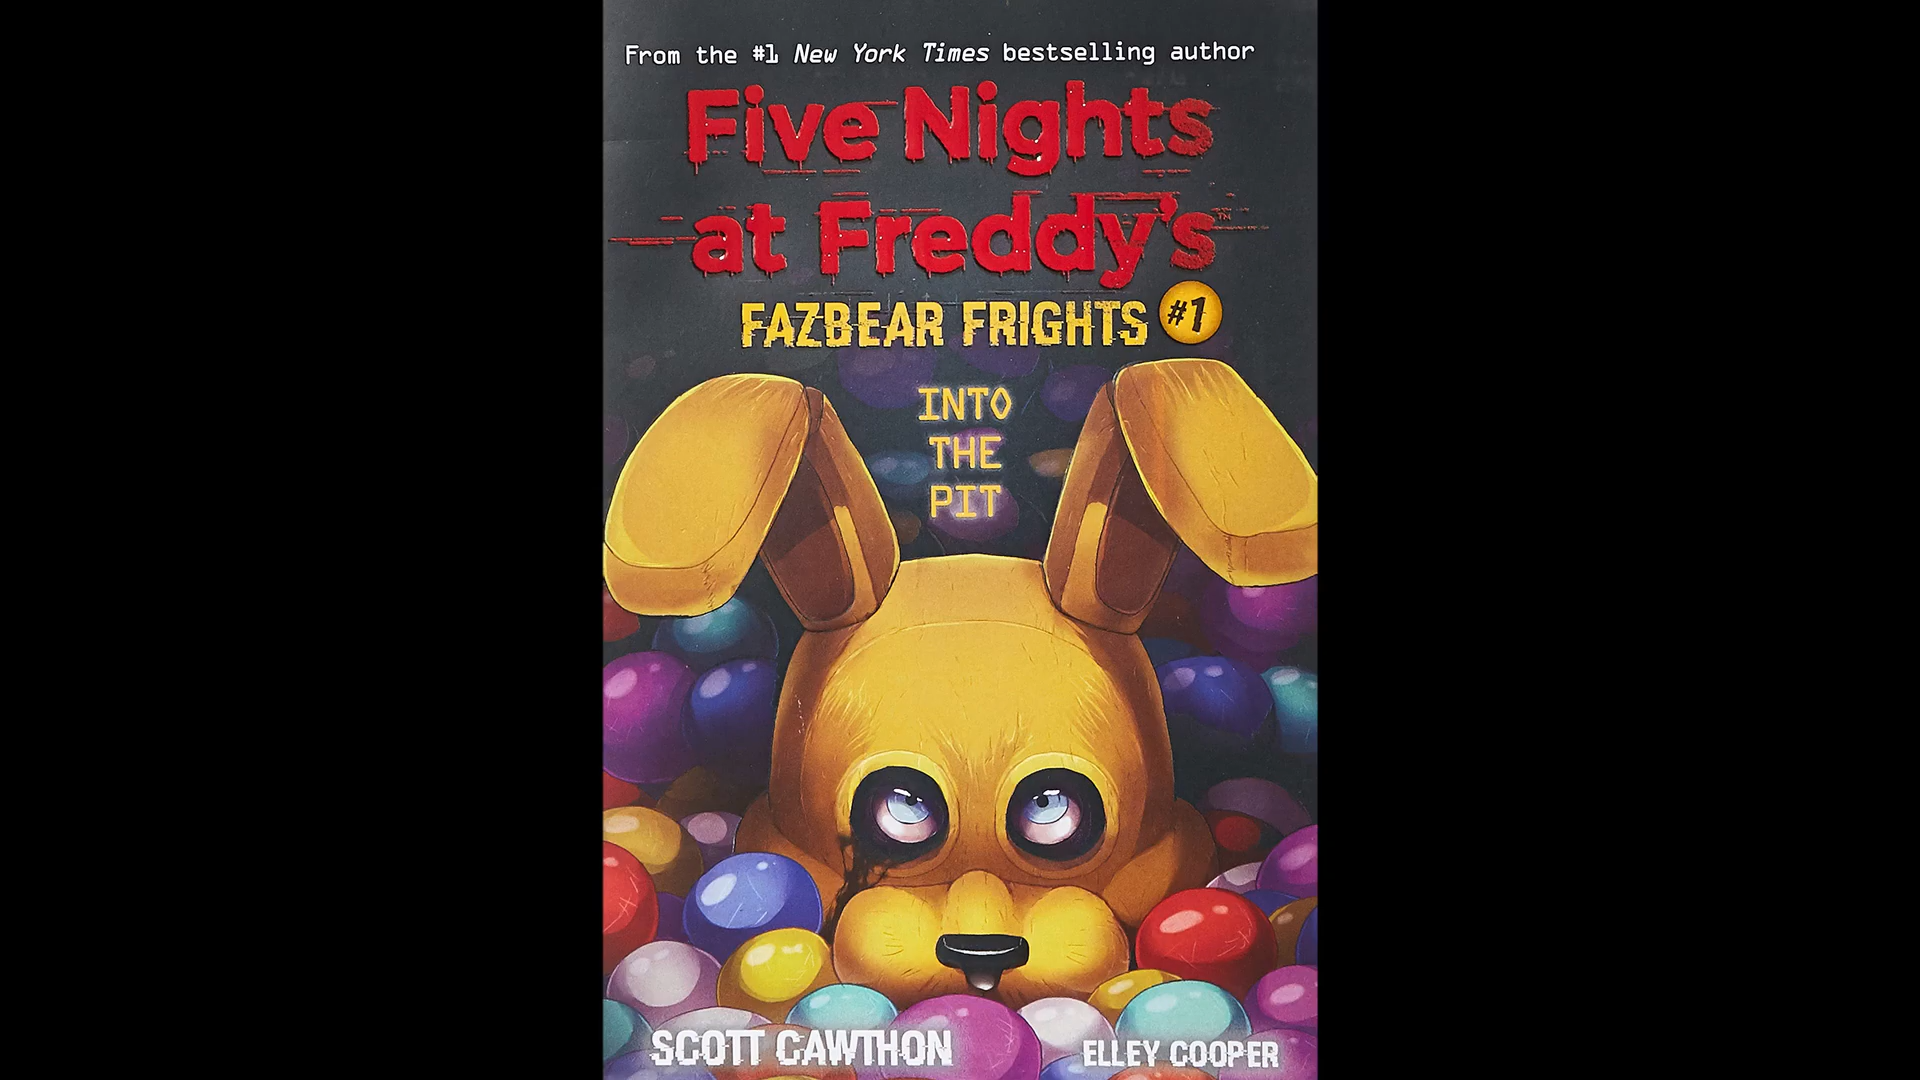 From the #1 New York Times bestselling author
Five Nights
at Freddy's™
FAZBEAR FRIGHTS #1
INTO
THE
PIT
SCOTT CAWTHON
ELLEY COOPER